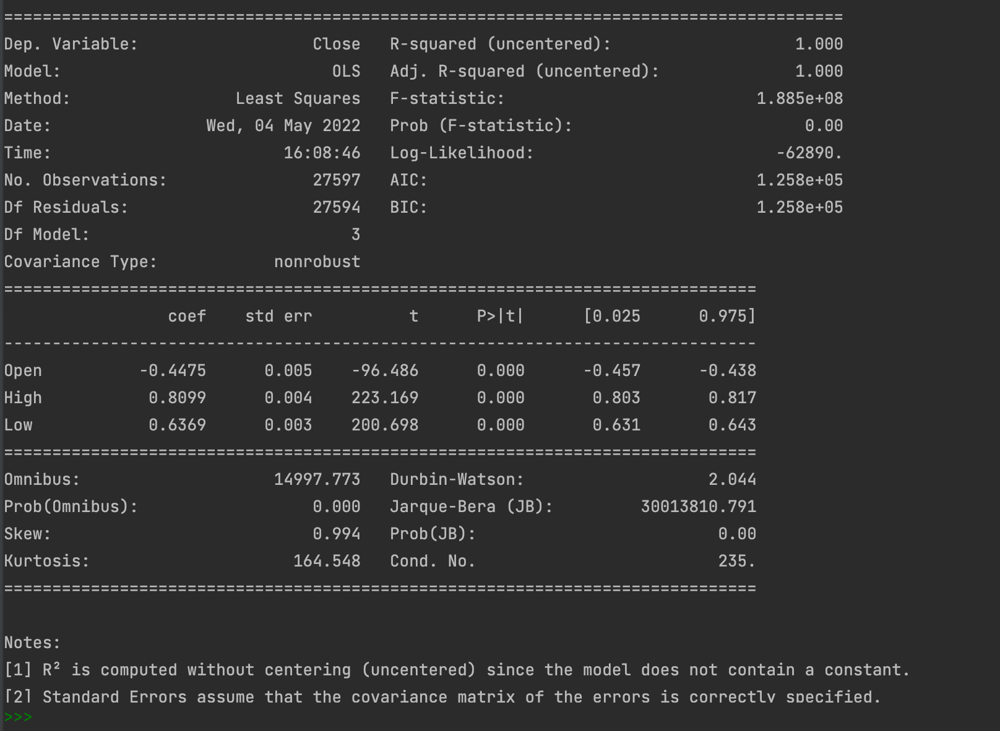 =======================================================================================
Dep. Variable:                  Close   R-squared (uncentered):                   1.000
Model:                            OLS   Adj. R-squared (uncentered):              1.000
Method:                 Least Squares   F-statistic:                          1.885e+08
Date:                Wed, 04 May 2022   Prob (F-statistic):                        0.00
Time:                        16:08:46   Log-Likelihood:                         -62890.
No. Observations:               27597   AIC:                                  1.258e+05
Df Residuals:                   27594   BIC:                                  1.258e+05
Df Model:                           3
Covariance Type:            nonrobust
==============================================================================
                 coef    std err          t      P>|t|      [0.025      0.975]
------------------------------------------------------------------------------
Open          -0.4475      0.005    -96.486      0.000      -0.457      -0.438
High           0.8099      0.004    223.169      0.000       0.803       0.817
Low            0.6369      0.003    200.698      0.000       0.631       0.643
==============================================================================
Omnibus:                    14997.773   Durbin-Watson:                   2.044
Prob(Omnibus):                  0.000   Jarque-Bera (JB):         30013810.791
Skew:                           0.994   Prob(JB):                         0.00
Kurtosis:                     164.548   Cond. No.                         235.
==============================================================================
Notes:
[1] R² is computed without centering (uncentered) since the model does not contain a constant.
[2] Standard Errors assume that the covariance matrix of the errors is correctly specified.
>>>